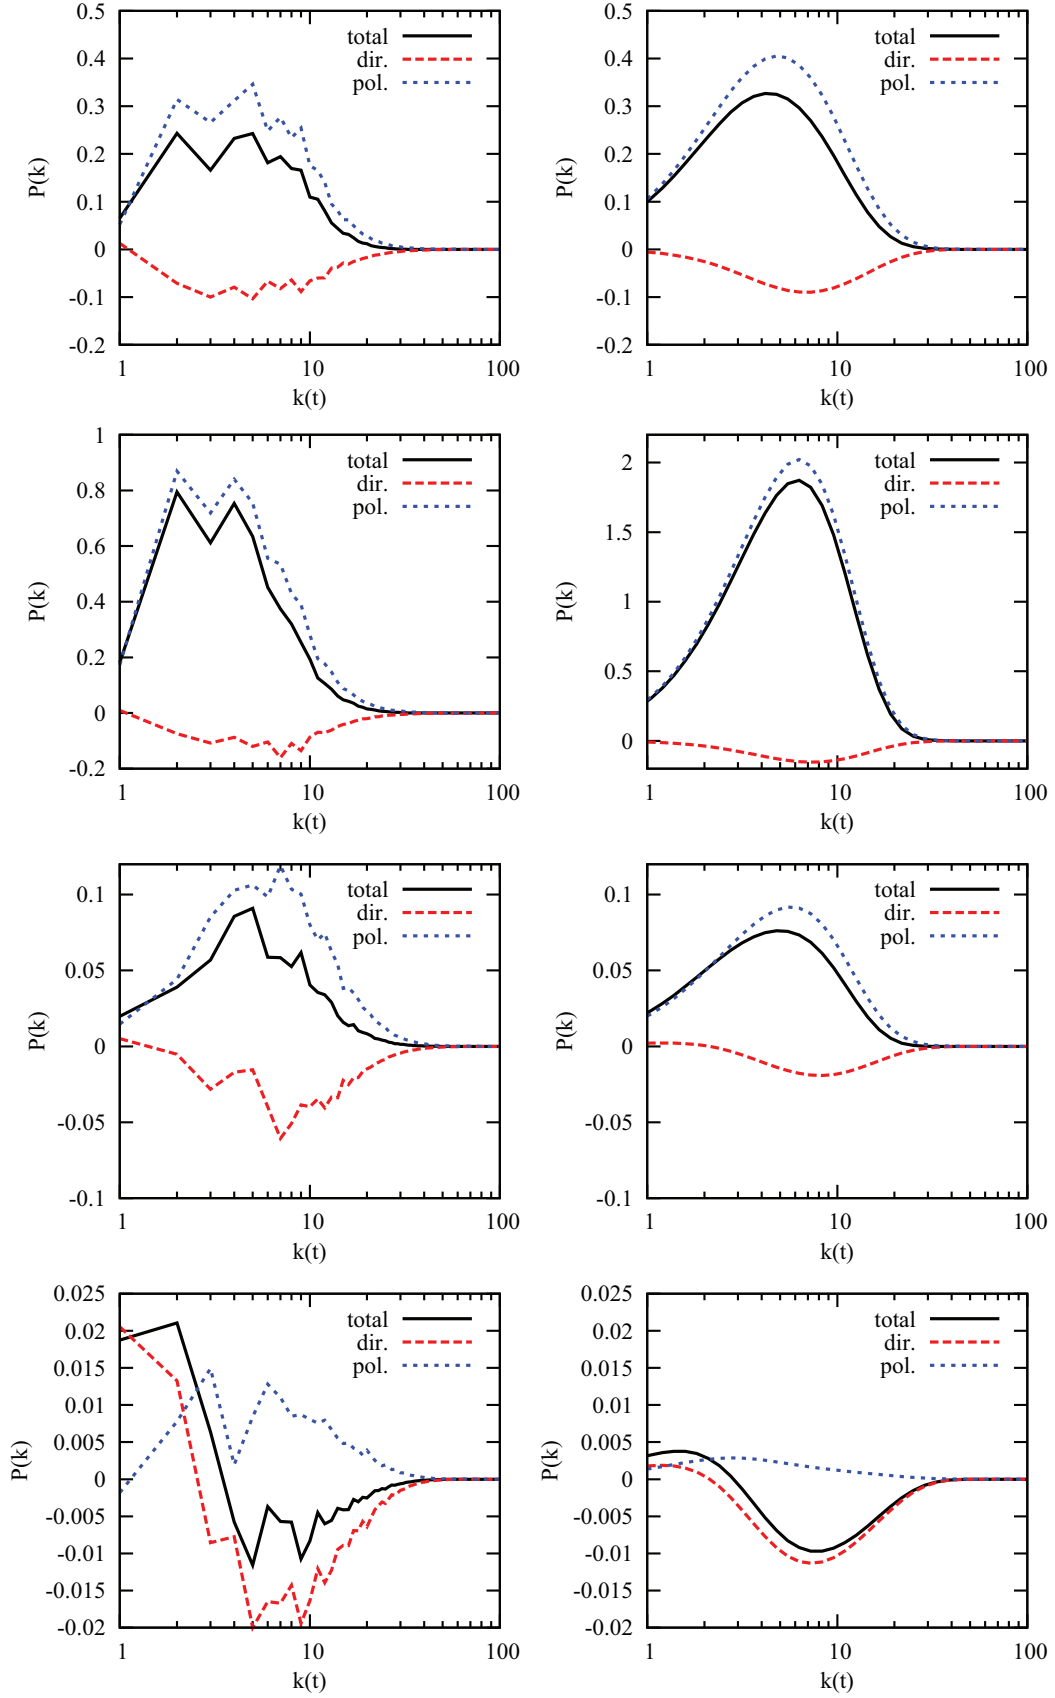 0.5
0.4
0.3
0.2
0.1
0
-0.1
-0.2
P(k)
total
dir.
pol.
1
10
100
k(t)
0.5
0.4
0.3
0.2
0.1
0
-0.1
-0.2
P(k)
total
dir.
pol.
1
10
100
k(t)
1
0.8
0.6
0.4
0.2
0
-0.2
P(k)
total
dir.
pol.
1
10
100
k(t)
2
1.5
1
0.5
0
P(k)
total
dir.
pol.
1
10
100
k(t)
0.1
0.05
0
-0.05
-0.1
P(k)
total
dir.
pol.
1
10
100
k(t)
0.1
0.05
0
-0.05
-0.1
P(k)
total
dir.
pol.
1
10
100
k(t)
0.025
0.02
0.015
0.01
0.005
0
-0.005
-0.01
-0.015
-0.02
P(k)
total
dir.
pol.
1
10
100
k(t)
0.025
0.02
0.015
0.01
0.005
0
-0.005
-0.01
-0.015
-0.02
P(k)
total
dir.
pol.
1
10
100
k(t)